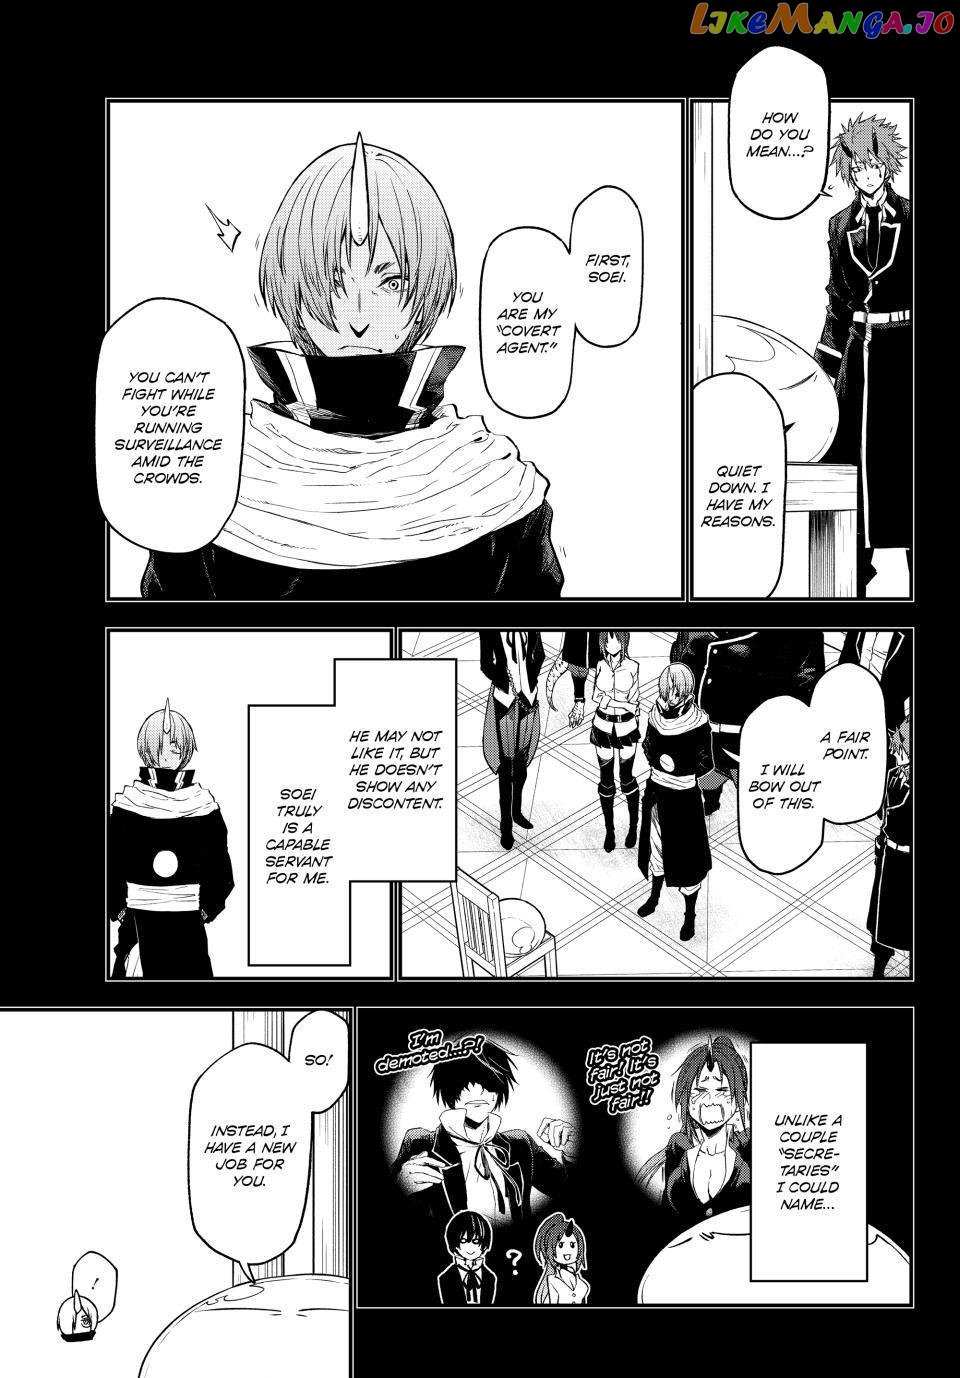 LIKEMANGA.IO
HOW
DO YOU
MEAN...?
QUIET
DOWN. I
HAVE MY
REASONS.
FIRST,
SOEI.
YOU
ARE MY
"COVERT
AGENT."
YOU CAN'T
FIGHT WHILE
YOU'RE
RUNNING
SURVEILLANCE
AMID THE
CROWDS.
A FAIR
POINT.
I WILL
BOW OUT
OF THIS.
HE MAY NOT
LIKE IT, BUT
HE DOESN'T
SHOW ANY
DISCONTENT.
SOEI
TRULY
IS A
CAPABLE
SERVANT
FOR ME.
UNLIKE A
COUPLE
"SECRE-
TARIES"
I COULD
NAME...
It's not
fair! It's
just not
fair!!
I'm
demoted...?!
?
SO!
INSTEAD, I
HAVE A NEW
JOB FOR
YOU.
!